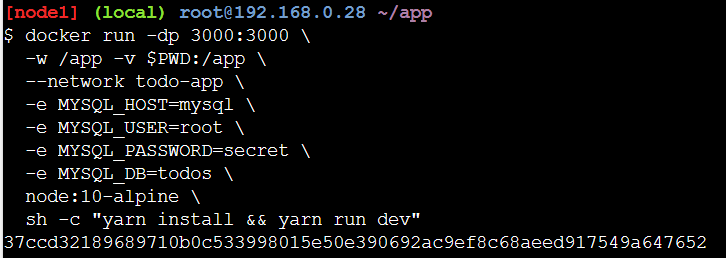 [node1] (local) root@192.168.0.28 ~/app
$ docker run -dp 3000:3000 \
-w /app -v $PWD:/app \
--network todo-app \
-e MYSQL_HOST=mysql \
-e MYSQL_USER=root \
-e MYSQL_PASSWORD=secret \
-e MYSQL_DB=todos \
node:10-alpine \
sh -c "yarn install && yarn run dev"
37ccd32189689710b0c533998015e50e390692ac9ef8c68aeed917549a647652